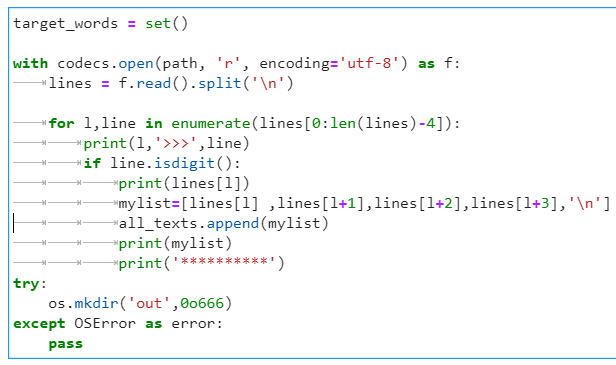 target_words = set()

with codecs.open(path, 'r', encoding='utf-8') as f:
    lines = f.read().split('\n')

    for l,line in enumerate(lines[0:len(lines)-4]):
        print(l,'>>>',line)
        if line.isdigit():
            print(lines[l])
            mylist=[lines[l] ,lines[l+1],lines[l+2],lines[l+3],'\n']
            all_texts.append(mylist)
            print(mylist)
            print('**********')
try:
    os.mkdir('out',0o666)
except OSError as error:
    pass